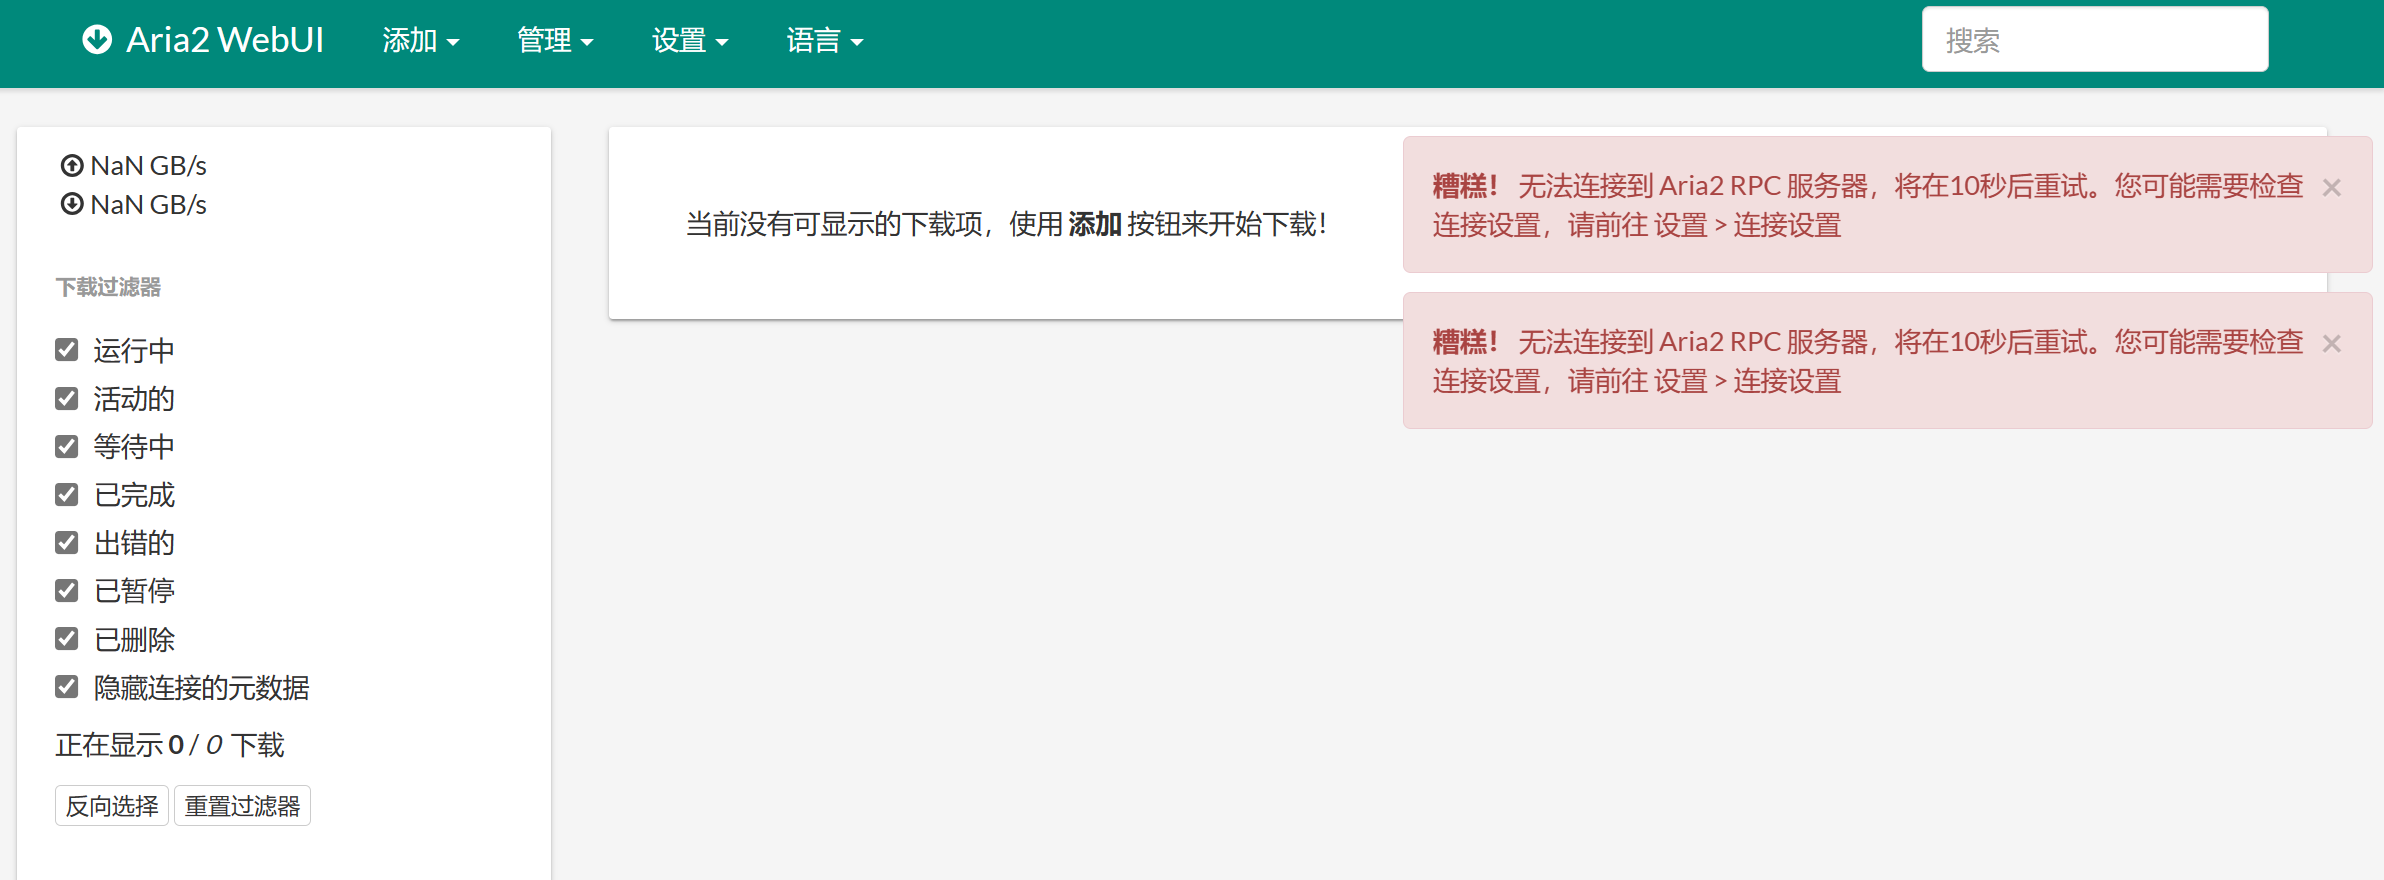 Aria2 WebUI 添加 管理 设置 语言 搜索
NaN GB/s
NaN GB/s
下载过滤器
运行中
活动的
等待中
已完成
出错的
已暂停
已删除
隐藏连接的元数据
正在显示 0 / 0 下载
反向选择 重置过滤器
当前没有可显示的下载项，使用 添加 按钮来开始下载！
糟糕！ 无法连接到 Aria2 RPC 服务器，将在10秒后重试。您可能需要检查 ×
连接设置，请前往 设置 > 连接设置
糟糕！ 无法连接到 Aria2 RPC 服务器，将在10秒后重试。您可能需要检查 ×
连接设置，请前往 设置 > 连接设置